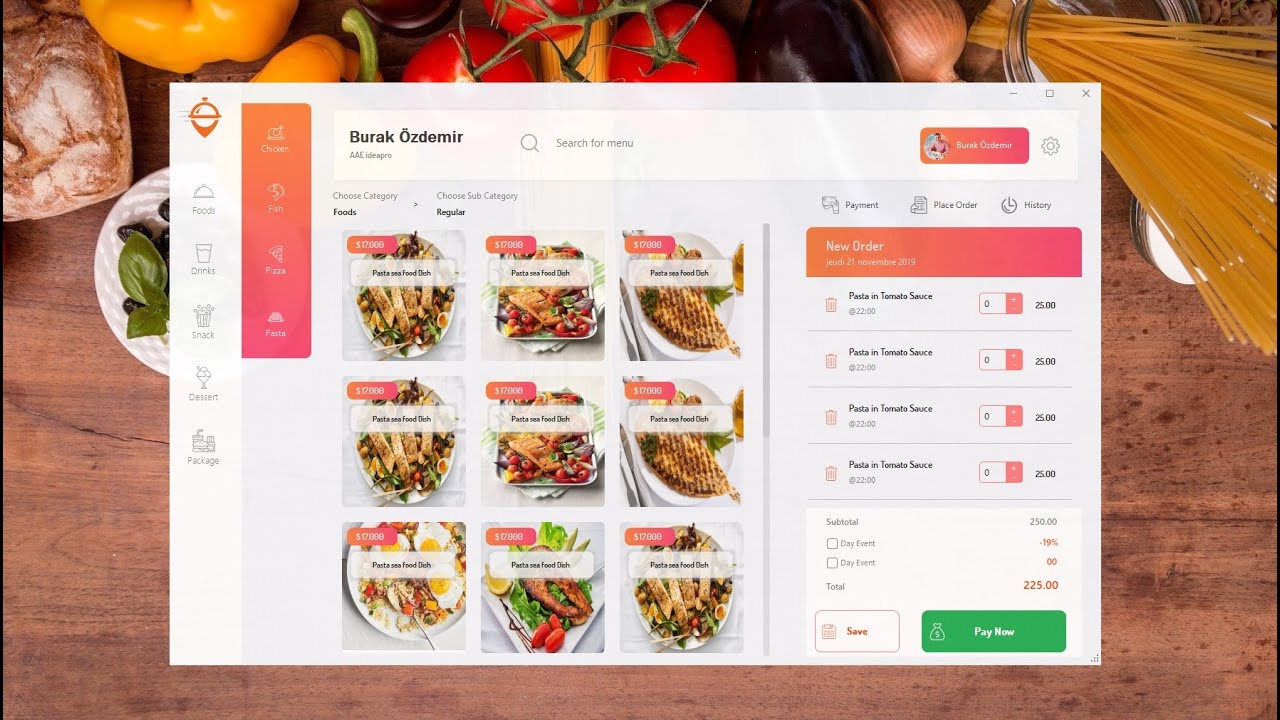 Chicken
Fish
Pizza
Pasta
Foods
Drinks
Snack
Dessert
Package
Burak Özdemir
AAE ideapro
Search for menu
Burak Özdemir
Choose Category
>
Choose Sub Category
Foods
Regular
Payment
Place Order
History
$17.000
Pasta sea food Dish
$17.000
Pasta sea food Dish
$17.000
Pasta sea food Dish
$17.000
Pasta sea food Dish
$17.000
Pasta sea food Dish
$17.000
Pasta sea food Dish
$17.000
Pasta sea food Dish
$17.000
Pasta sea food Dish
$17.000
Pasta sea food Dish
New Order
jeudi 21 novembre 2019
Pasta in Tomato Sauce
@22:00
0
+
-
25.00
Pasta in Tomato Sauce
@22:00
0
+
-
25.00
Pasta in Tomato Sauce
@22:00
0
+
-
25.00
Pasta in Tomato Sauce
@22:00
0
+
-
25.00
Subtotal 250.00
Day Event -19%
Day Event 00
Total 225.00
Save
$
Pay Now